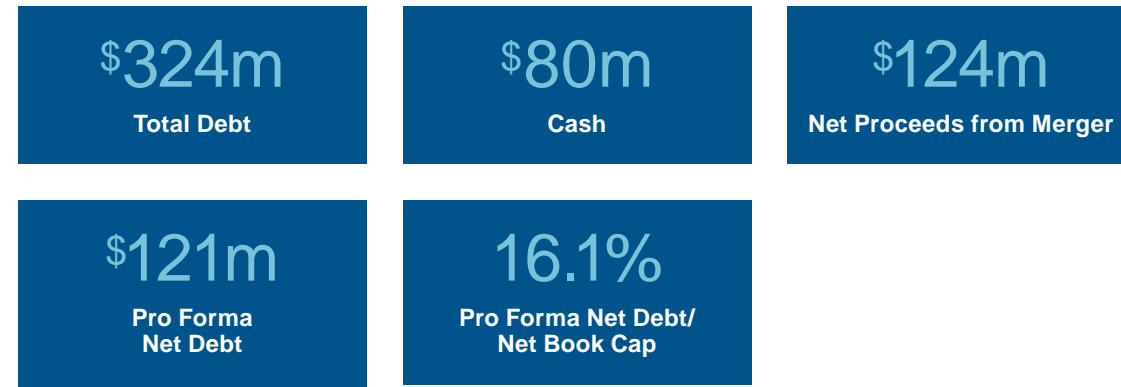 $324m
Total Debt
$80m
Cash
$124m
Net Proceeds from Merger
$121m
Pro Forma
Net Debt
16.1%
Pro Forma Net Debt/
Net Book Cap